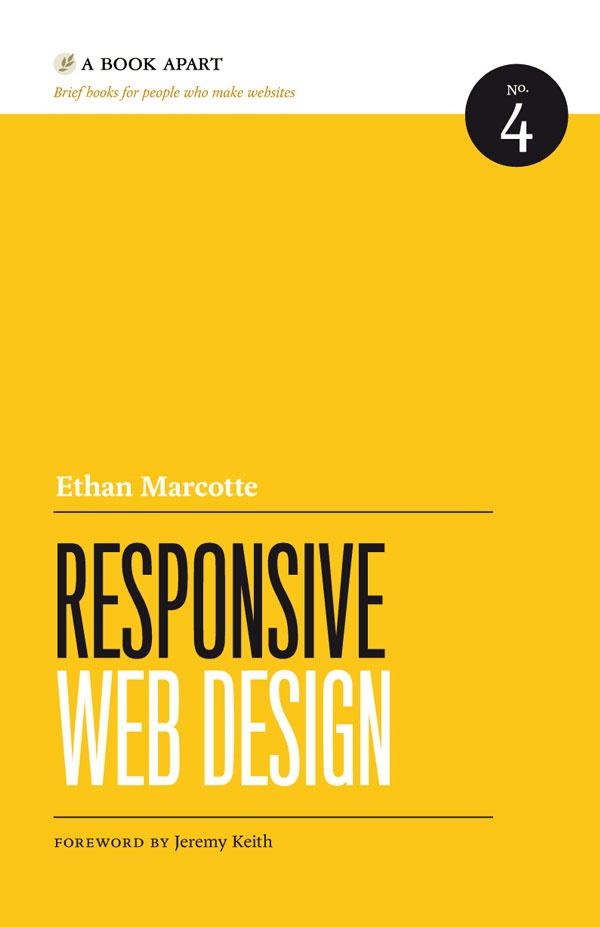 A BOOK APART
Brief books for people who make websites
No.
4
Ethan Marcotte
RESPONSIVE
WEB DESIGN
FOREWORD BY Jeremy Keith